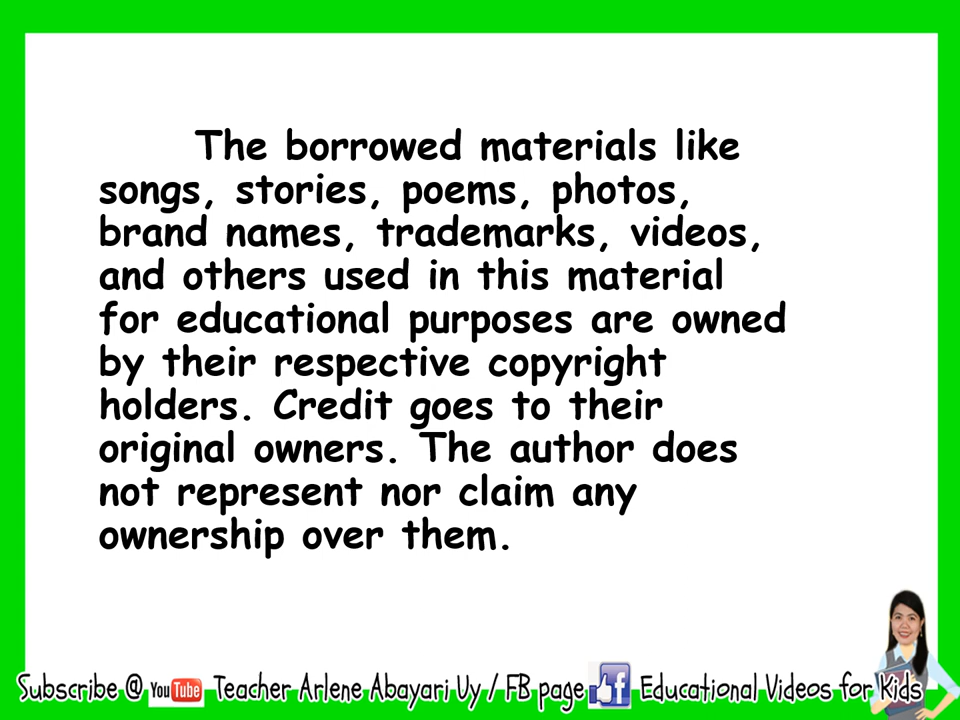 The borrowed materials like
songs, stories, poems, photos,
brand names, trademarks, videos,
and others used in this material
for educational purposes are owned
by their respective copyright
holders. Credit goes to their
original owners. The author does
not represent nor claim any
ownership over them.
Subscribe @ YouTube Teacher Arlene Abayari Uy / FB page f Educational Videos for Kids